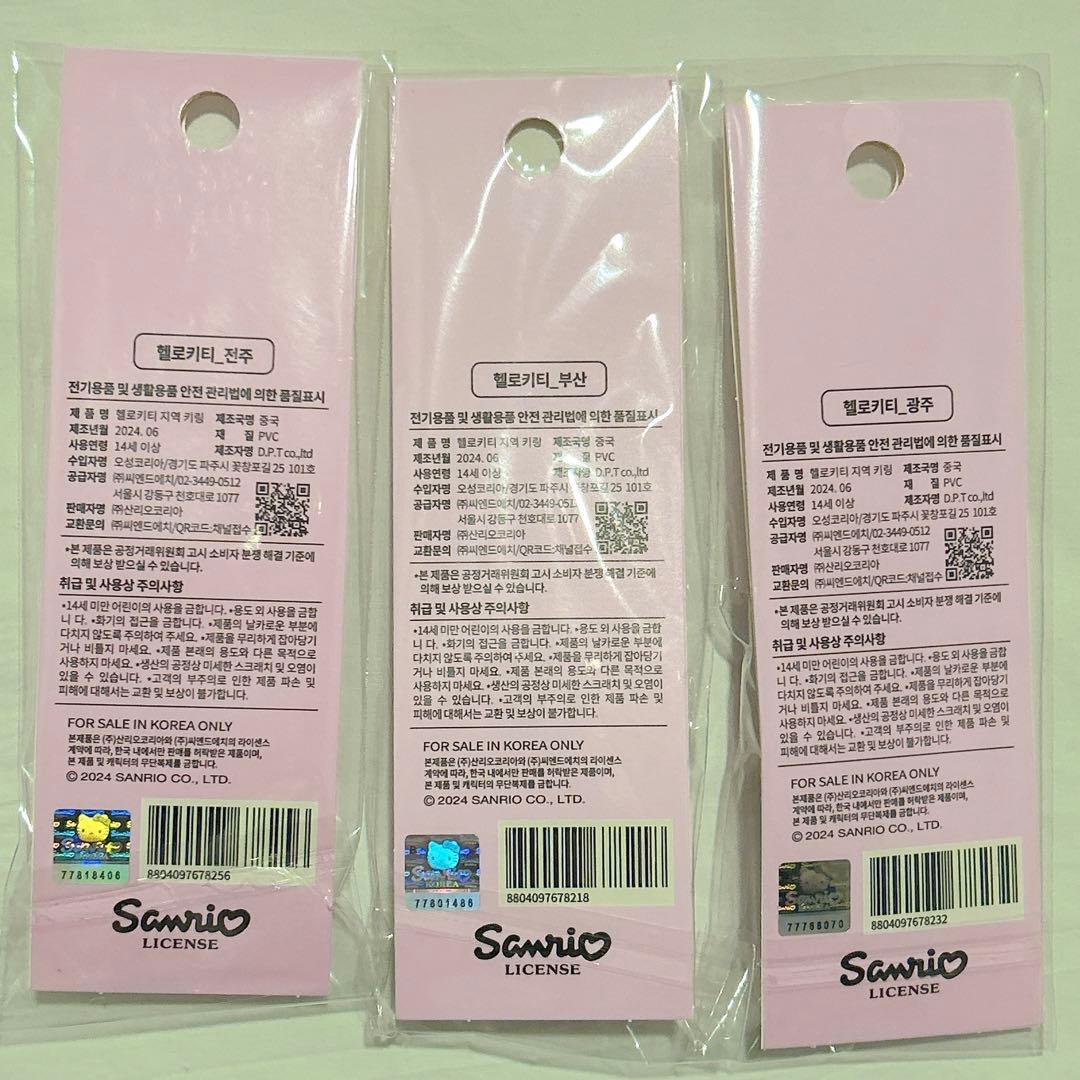 헬로키티_전주
전기용품 및 생활용품 안전 관리법에 의한 품질표시
제 품 명 헬로키티 지역 키링 제조국명 중국
제조년월 2024. 06 재 질 PVC
사용연령 14세 이상 제조자명 D.P.T co.,ltd
수입자명 오성코리아/경기도 파주시 꽃창포길 25 101호
공급자명 ㈜씨엔드에치/02-3449-0512
서울시 강동구 천호대로 1077
판매자명 ㈜산리오코리아
교환문의 ㈜씨엔드에치/QR코드:채널접수
•본 제품은 공정거래위원회 고시 소비자 분쟁 해결 기준에
의해 보상 받으실 수 있습니다.
취급 및 사용상 주의사항
•14세 미만 어린이의 사용을 금합니다. •용도 외 사용을 금합
니 다. •화기의 접근을 금합니다. •제품의 날카로운 부분에
다치지 않도록 주의하여 주세요. •제품을 무리하게 잡아당기
거나 비틀지 마세요. •제품 본래의 용도와 다른 목적으로
사용하지 마세요. •생산의 공정상 미세한 스크래치 및 오염이
있을 수 있습니다. •고객의 부주의로 인한 제품 파손 및
피해에 대해서는 교환 및 보상이 불가합니다.
FOR SALE IN KOREA ONLY
본제품은 (주)산리오코리아와 (주)씨엔드에치의 라이센스
계약에 따라, 한국 내에서만 판매를 허락받은 제품이며,
본 제품 및 캐릭터의 무단복제를 금합니다.
© 2024 SANRIO CO., LTD.
77818406
8804097678256
Sanrio
LICENSE
헬로키티_부산
전기용품 및 생활용품 안전 관리법에 의한 품질표시
제 품 명 헬로키티 지역 키링 제조국명 중국
제조년월 2024. 06 재 질 PVC
사용연령 14세 이상 제조자명 D.P.T co.,ltd
수입자명 오성코리아/경기도 파주시 꽃창포길 25 101호
공급자명 ㈜씨엔드에치/02-3449-0512
서울시 강동구 천호대로 1077
판매자명 ㈜산리오코리아
교환문의 ㈜씨엔드에치/QR코드:채널접수
•본 제품은 공정거래위원회 고시 소비자 분쟁 해결 기준에
의해 보상 받으실 수 있습니다.
취급 및 사용상 주의사항
•14세 미만 어린이의 사용을 금합니다. •용도 외 사용을 금합
니 다. •화기의 접근을 금합니다. •제품의 날카로운 부분에
다치지 않도록 주의하여 주세요. •제품을 무리하게 잡아당기
거나 비틀지 마세요. •제품 본래의 용도와 다른 목적으로
사용하지 마세요. •생산의 공정상 미세한 스크래치 및 오염이
있을 수 있습니다. •고객의 부주의로 인한 제품 파손 및
피해에 대해서는 교환 및 보상이 불가합니다.
FOR SALE IN KOREA ONLY
본제품은 (주)산리오코리아와 (주)씨엔드에치의 라이센스
계약에 따라, 한국 내에서만 판매를 허락받은 제품이며,
본 제품 및 캐릭터의 무단복제를 금합니다.
© 2024 SANRIO CO., LTD.
KOREA
77801486
8804097678218
Sanrio
LICENSE
헬로키티_광주
전기용품 및 생활용품 안전 관리법에 의한 품질표시
제 품 명 헬로키티 지역 키링 제조국명 중국
제조년월 2024. 06 재 질 PVC
사용연령 14세 이상 제조자명 D.P.T co.,ltd
수입자명 오성코리아/경기도 파주시 꽃창포길 25 101호
공급자명 ㈜씨엔드에치/02-3449-0512
서울시 강동구 천호대로 1077
판매자명 ㈜산리오코리아
교환문의 ㈜씨엔드에치/QR코드:채널접수
•본 제품은 공정거래위원회 고시 소비자 분쟁 해결 기준에
의해 보상 받으실 수 있습니다.
취급 및 사용상 주의사항
•14세 미만 어린이의 사용을 금합니다. •용도 외 사용을 금합
니 다. •화기의 접근을 금합니다. •제품의 날카로운 부분에
다치지 않도록 주의하여 주세요. •제품을 무리하게 잡아당기
거나 비틀지 마세요. •제품 본래의 용도와 다른 목적으로
사용하지 마세요. •생산의 공정상 미세한 스크래치 및 오염이
있을 수 있습니다. •고객의 부주의로 인한 제품 파손 및
피해에 대해서는 교환 및 보상이 불가합니다.
FOR SALE IN KOREA ONLY
본제품은 (주)산리오코리아와 (주)씨엔드에치의 라이센스
계약에 따라, 한국 내에서만 판매를 허락받은 제품이며,
본 제품 및 캐릭터의 무단복제를 금합니다.
© 2024 SANRIO CO., LTD.
77768070
8804097678232
Sanrio
LICENSE